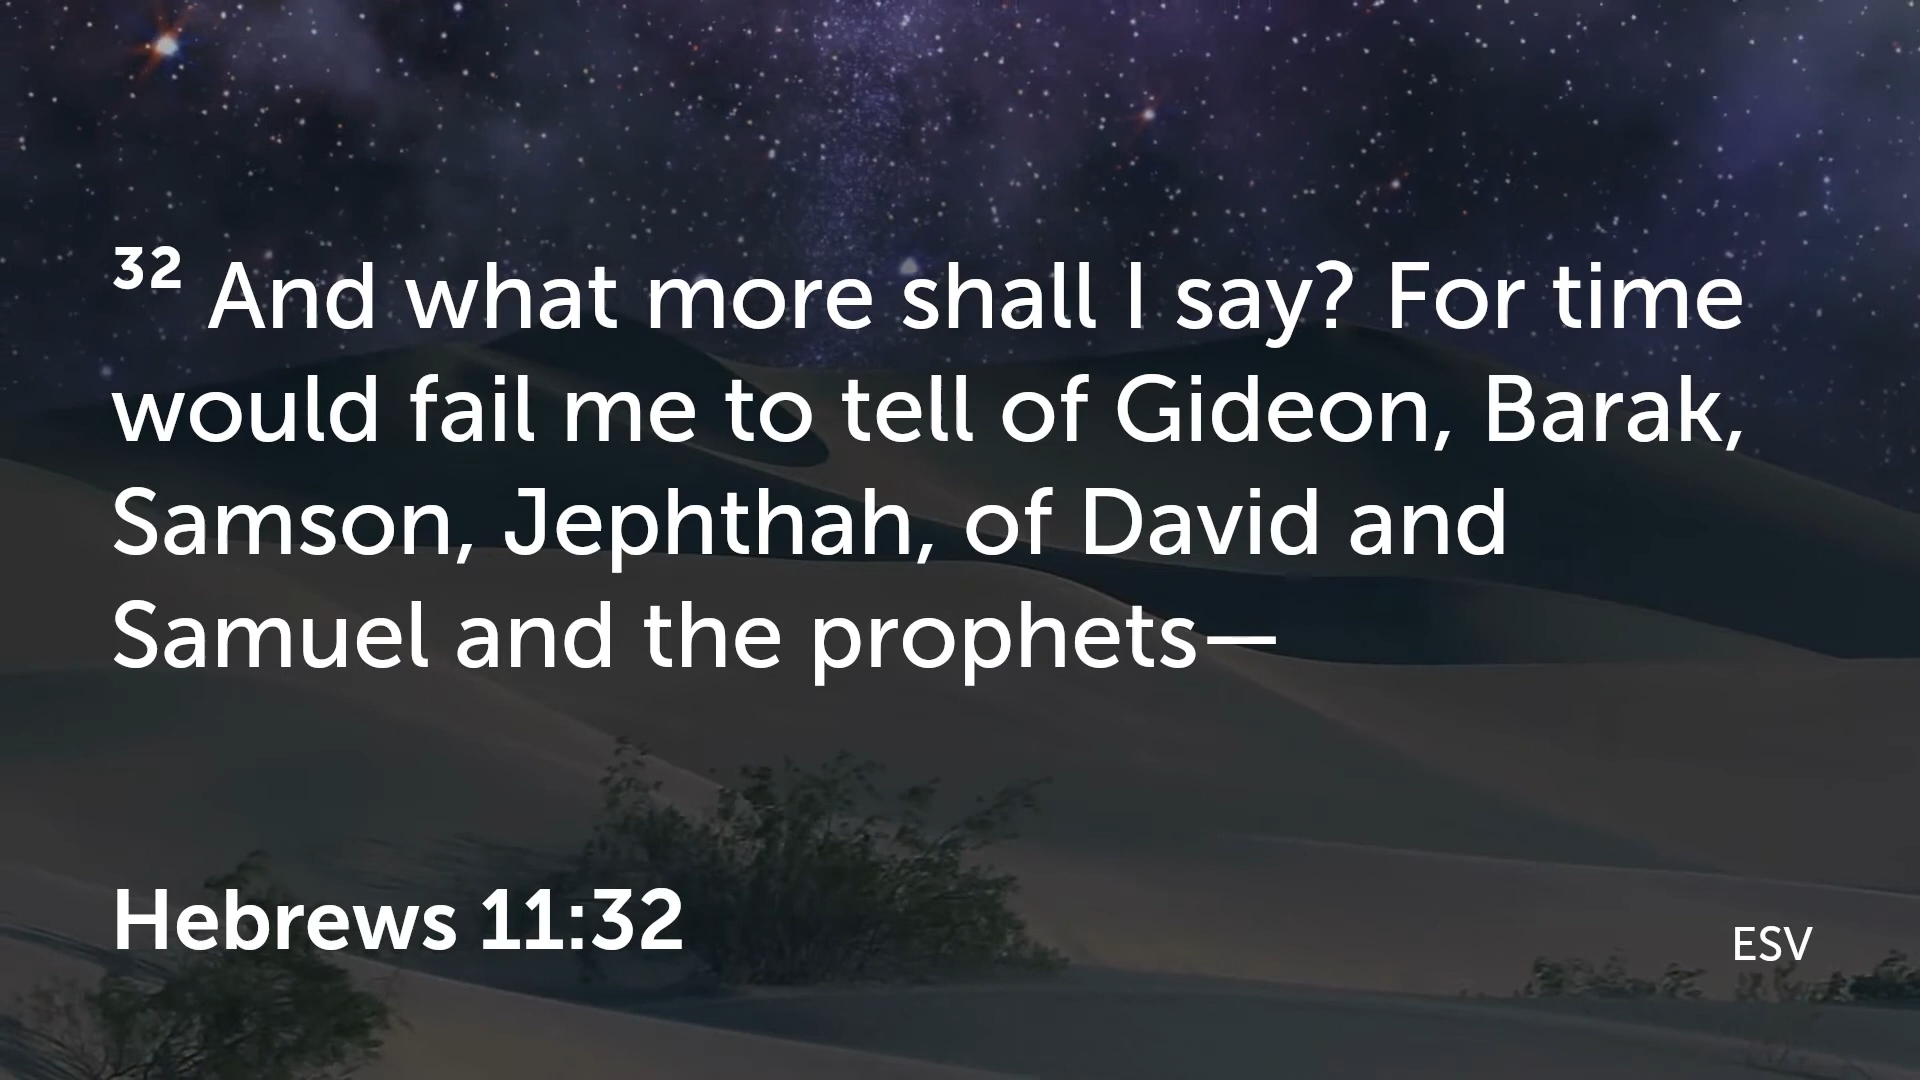 32 And what more shall I say? For time
would fail me to tell of Gideon, Barak,
Samson, Jephthah, of David and
Samuel and the prophets—
Hebrews 11:32
ESV